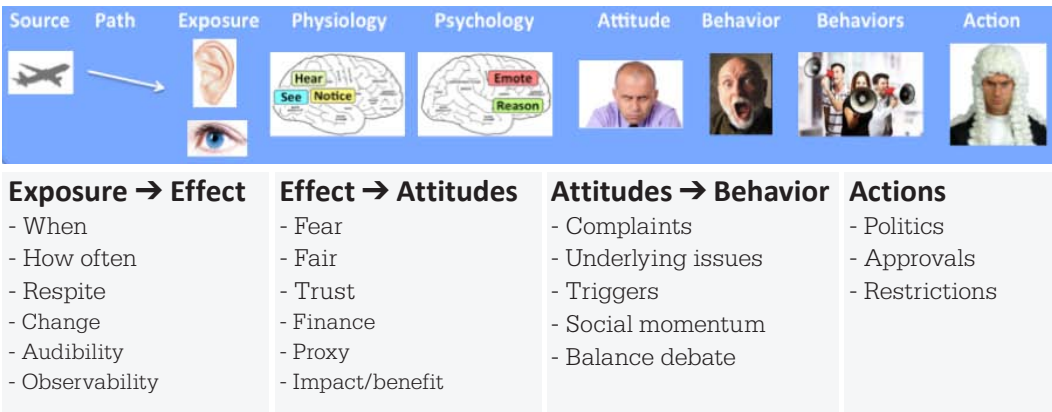 Source Path Exposure Physiology Psychology Attitude Behavior Behaviors Action
Hear
See Notice
Emote
Reason
Exposure ➔ Effect
- When
- How often
- Respite
- Change
- Audibility
- Observability
Effect ➔ Attitudes
- Fear
- Fair
- Trust
- Finance
- Proxy
- Impact/benefit
Attitudes ➔ Behavior
- Complaints
- Underlying issues
- Triggers
- Social momentum
- Balance debate
Actions
- Politics
- Approvals
- Restrictions